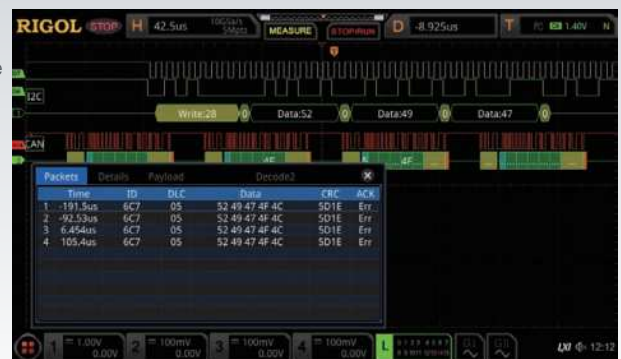 RIGOL STOP H 42.5us 10GSa/s 5Mpts MEASURE STOP/RUN D -8.925us T 1.40V N
I2C
Write:28 Data:52 Data:49 Data:47
CAN
4F 4F
Packets Details Payload Decode2
Time ID DLC Data CRC ACK
1 -191.5us 6C7 05 52 49 47 4F 4C 5D1E Err
2 -92.53us 6C7 05 52 49 47 4F 4C 5D1E Err
3 6.454us 6C7 05 52 49 47 4F 4C 5D1E Err
4 105.4us 6C7 05 52 49 47 4F 4C 5D1E Err
1 1.00V 2 100mV 3 100mV 4 100mV L
0.00V 0.00V 0.00V 0.00V
LXI 12:12